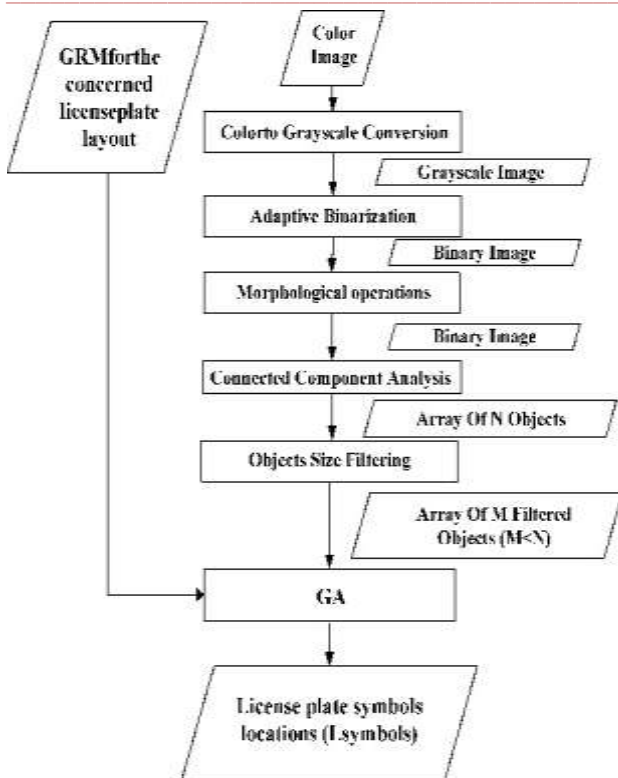 GRMforthe
concerned
licenseplate
layout
Color
Image
Colorto Grayscale Conversion
Grayscale Image
Adaptive Binarization
Binary Image
Morphological operations
Binary Image
Connected Component Analysis
Array Of N Objects
Objects Size Filtering
Array Of M Filtered
Objects (M<N)
GA
License plate symbols
locations (Lsymbols)